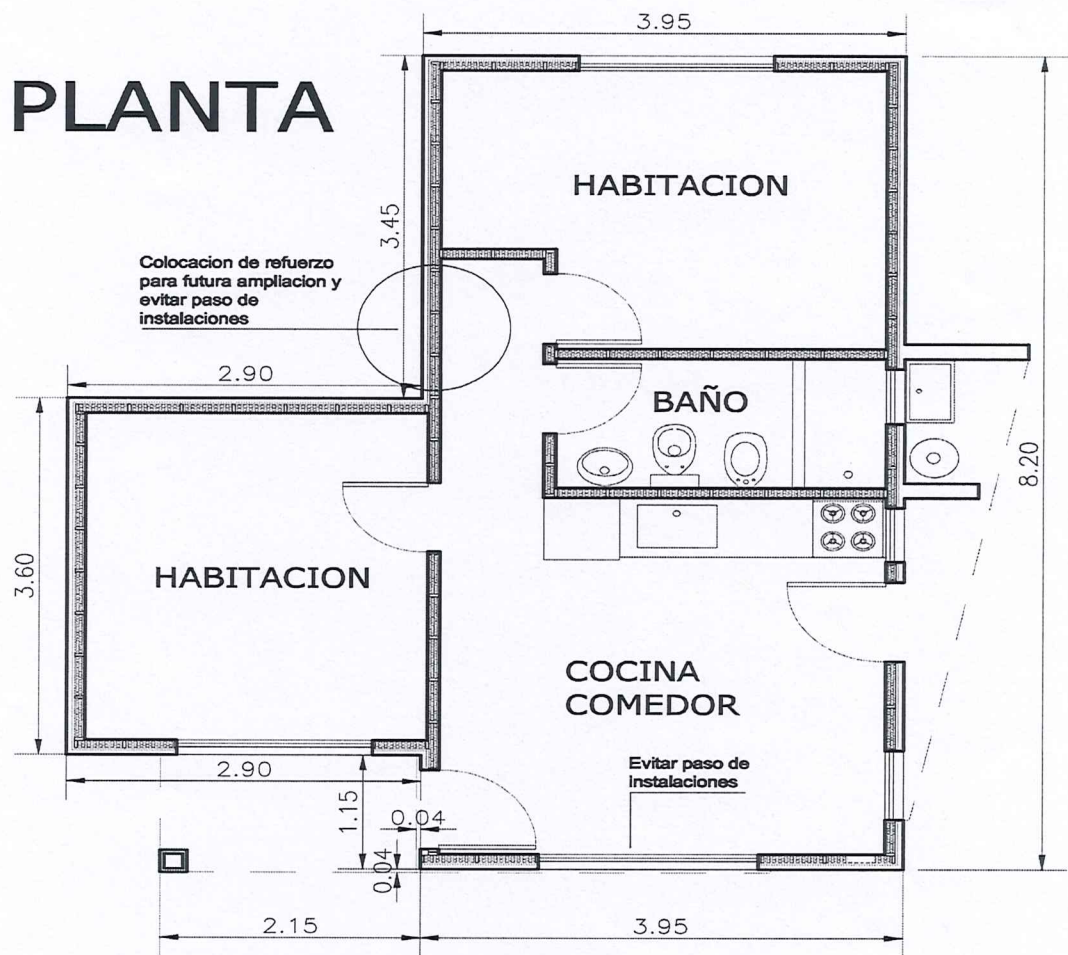 3.95
PLANTA
HABITACION
3.45
Colocacion de refuerzo
para futura ampliacion y
evitar paso de
instalaciones
2.90
BAÑO
8.20
3.60
HABITACION
COCINA
COMEDOR
Evitar paso de
instalaciones
2.90
1.15
0.04
0.04
2.15
3.95